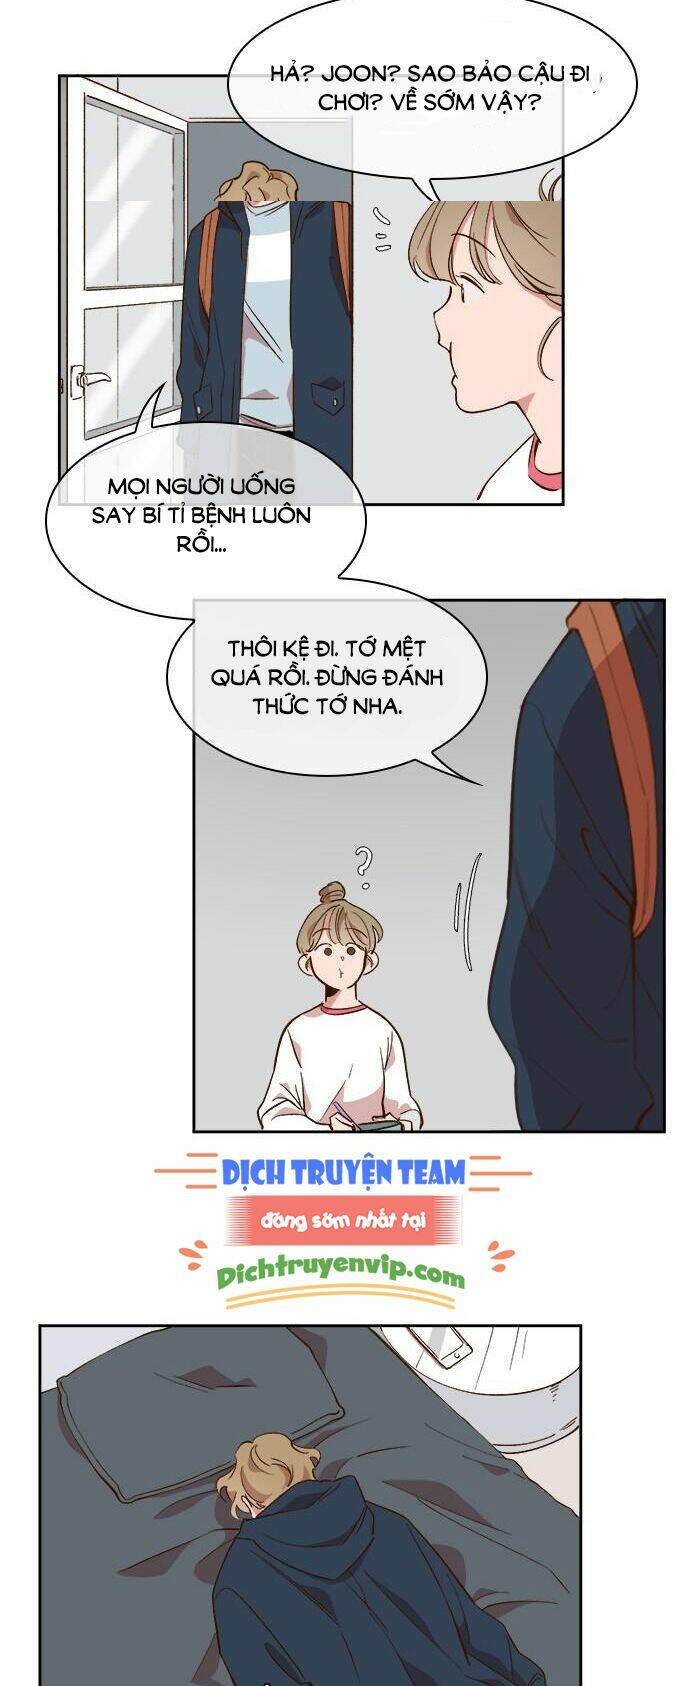 HẢ? JOON? SAO BẢO CẬU ĐI
CHƠI? VỀ SỚM VẬY?
MỌI NGƯỜI UỐNG
SAY BÍ TỈ BỆNH LUÔN
RỒI...
THÔI KỆ ĐI. TỚ MỆT
QUÁ RỒI. ĐỪNG ĐÁNH
THỨC TỚ NHA.
?
DỊCH TRUYỆN TEAM
đăng sớm nhất tại
Dichtruyenvip.com